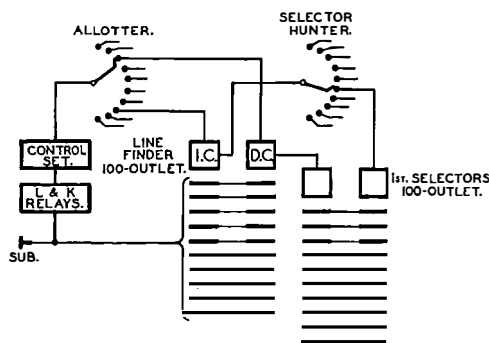 ALLOTTER.
SELECTOR
HUNTER.
CONTROL
SET.
L & K
RELAYS.
SUB.
LINE
FINDER
100-OUTLET.
I.C.
D.C.
1ST. SELECTORS
100-OUTLET.